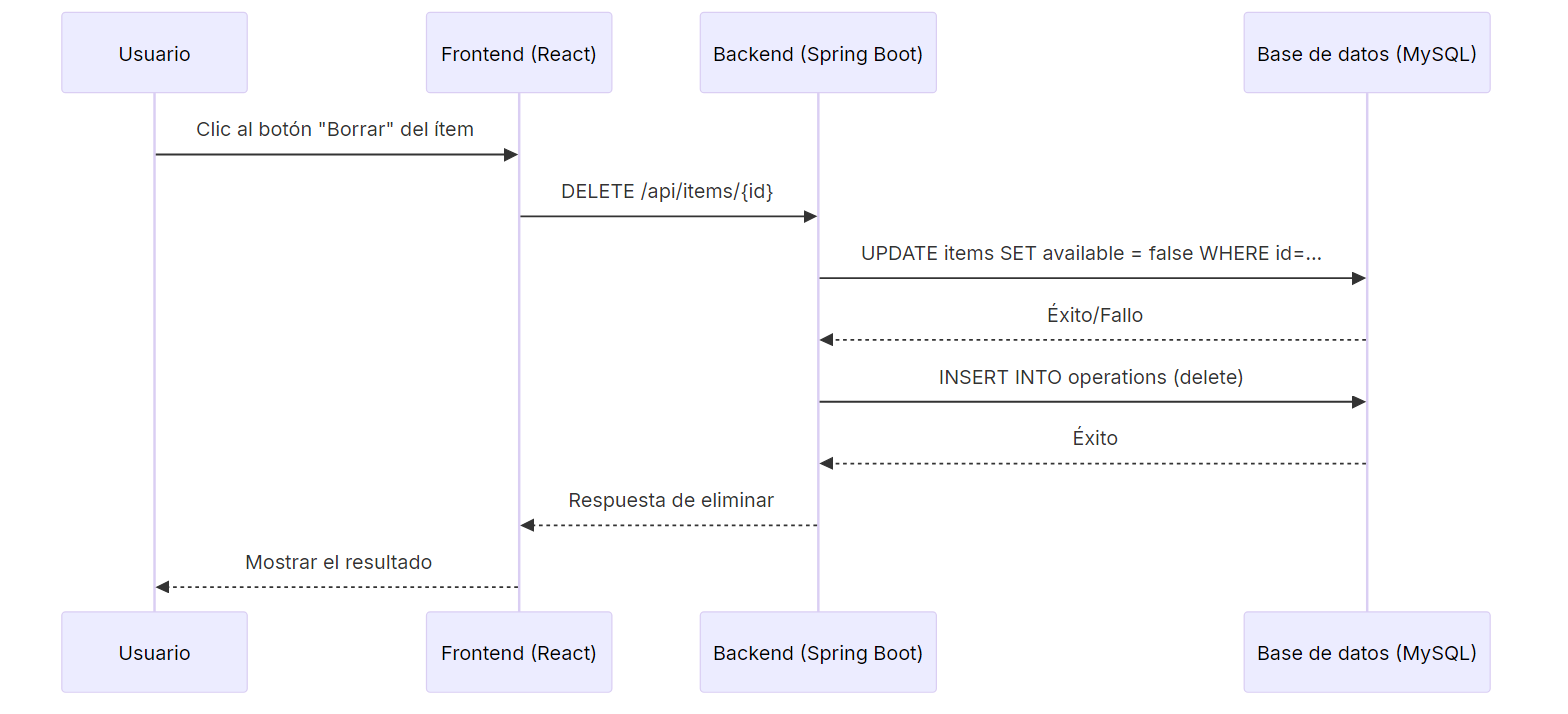 Usuario
Frontend (React)
Backend (Spring Boot)
Base de datos (MySQL)
Clic al botón "Borrar" del ítem
DELETE /api/items/{id}
UPDATE items SET available = false WHERE id=...
Éxito/Fallo
INSERT INTO operations (delete)
Éxito
Respuesta de eliminar
Mostrar el resultado
Usuario
Frontend (React)
Backend (Spring Boot)
Base de datos (MySQL)